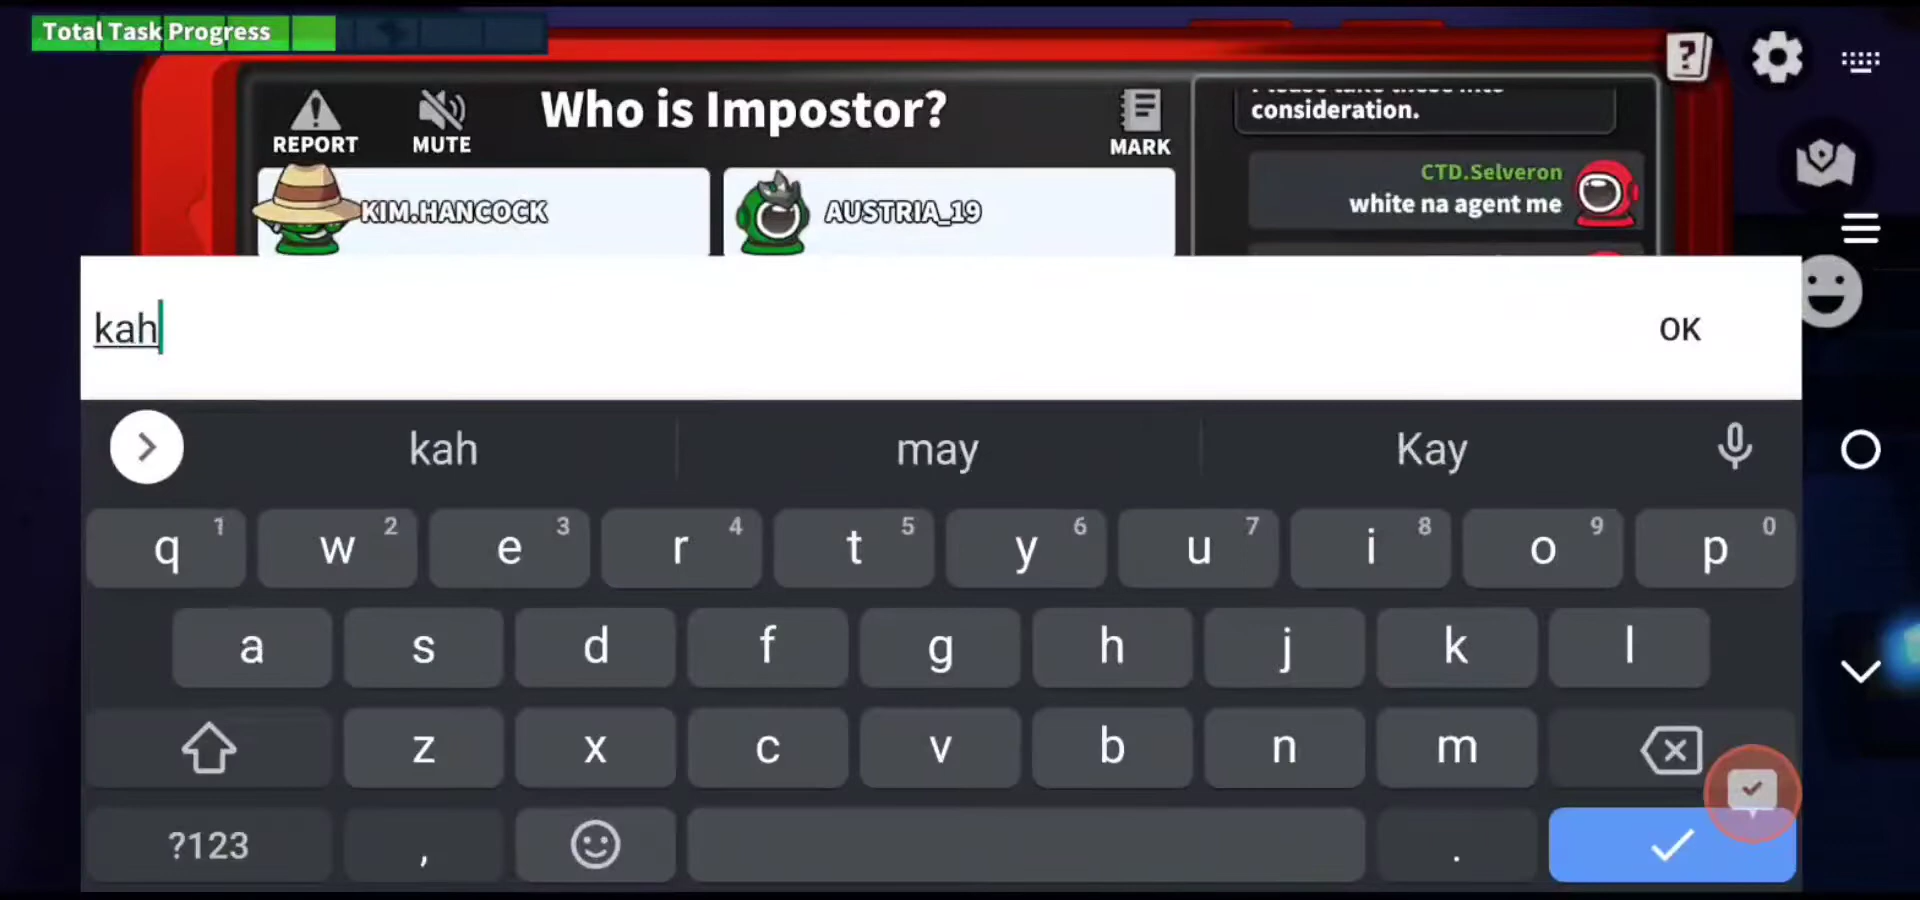 Total Task Progress
REPORT
MUTE
Who is Impostor?
MARK
consideration.
KIM.HANCOCK
AUSTRIA_19
CTD.Selveron
white na agent me
kah
OK
kah may Kay
q 1 w 2 e 3 r 4 t 5 y 6 u 7 i 8 o 9 p 0
a s d f g h j k l
z x c v b n m
?123 , .